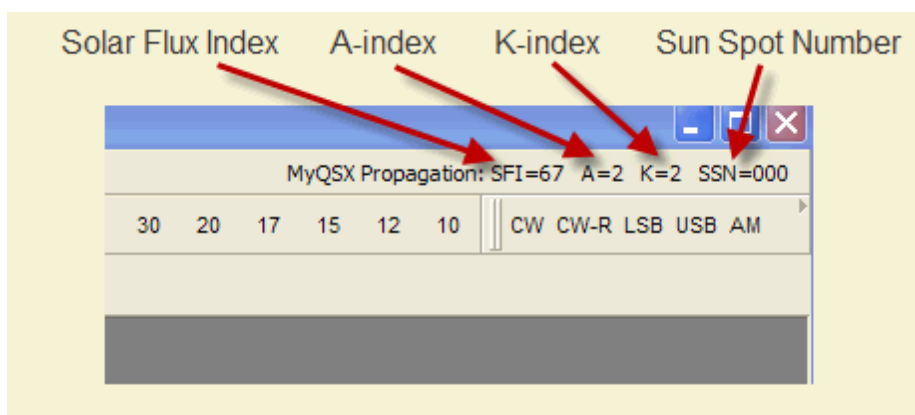 Solar Flux Index A-index K-index Sun Spot Number
MyQSX Propagation: SFI=67 A=2 K=2 SSN=000
30 20 17 15 12 10 CW CW-R LSB USB AM